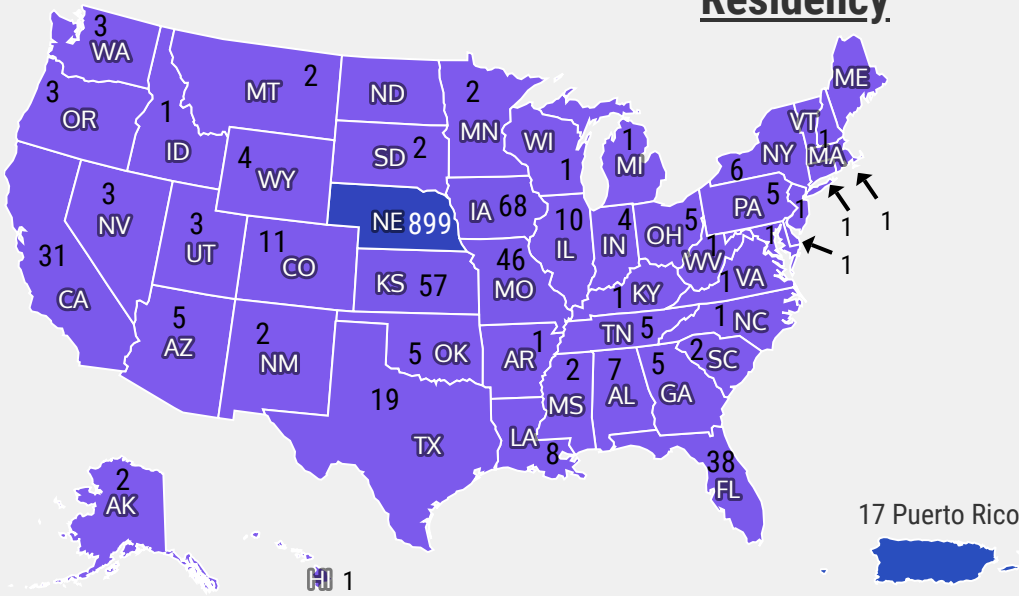 Residency
3
WA
3
OR
1
ID
MT 2
ND
2
MN
WI
1
1
MI
ME
VT
1
NY
MA
6
SD 2
4
WY
3
NV
3
UT
11
CO
31
CA
NE 899
IA 68
10
IL
4
IN
OH 5
PA 5
1
1
1
1
1
WV
1
1
VA
KS 57
46
MO
1 KY
1 NC
TN 5
5
AZ
2
NM
5 OK
AR 1
2
MS
7
AL
5
GA
2 SC
19
TX
LA
8
38
FL
2
AK
HI 1
17 Puerto Rico